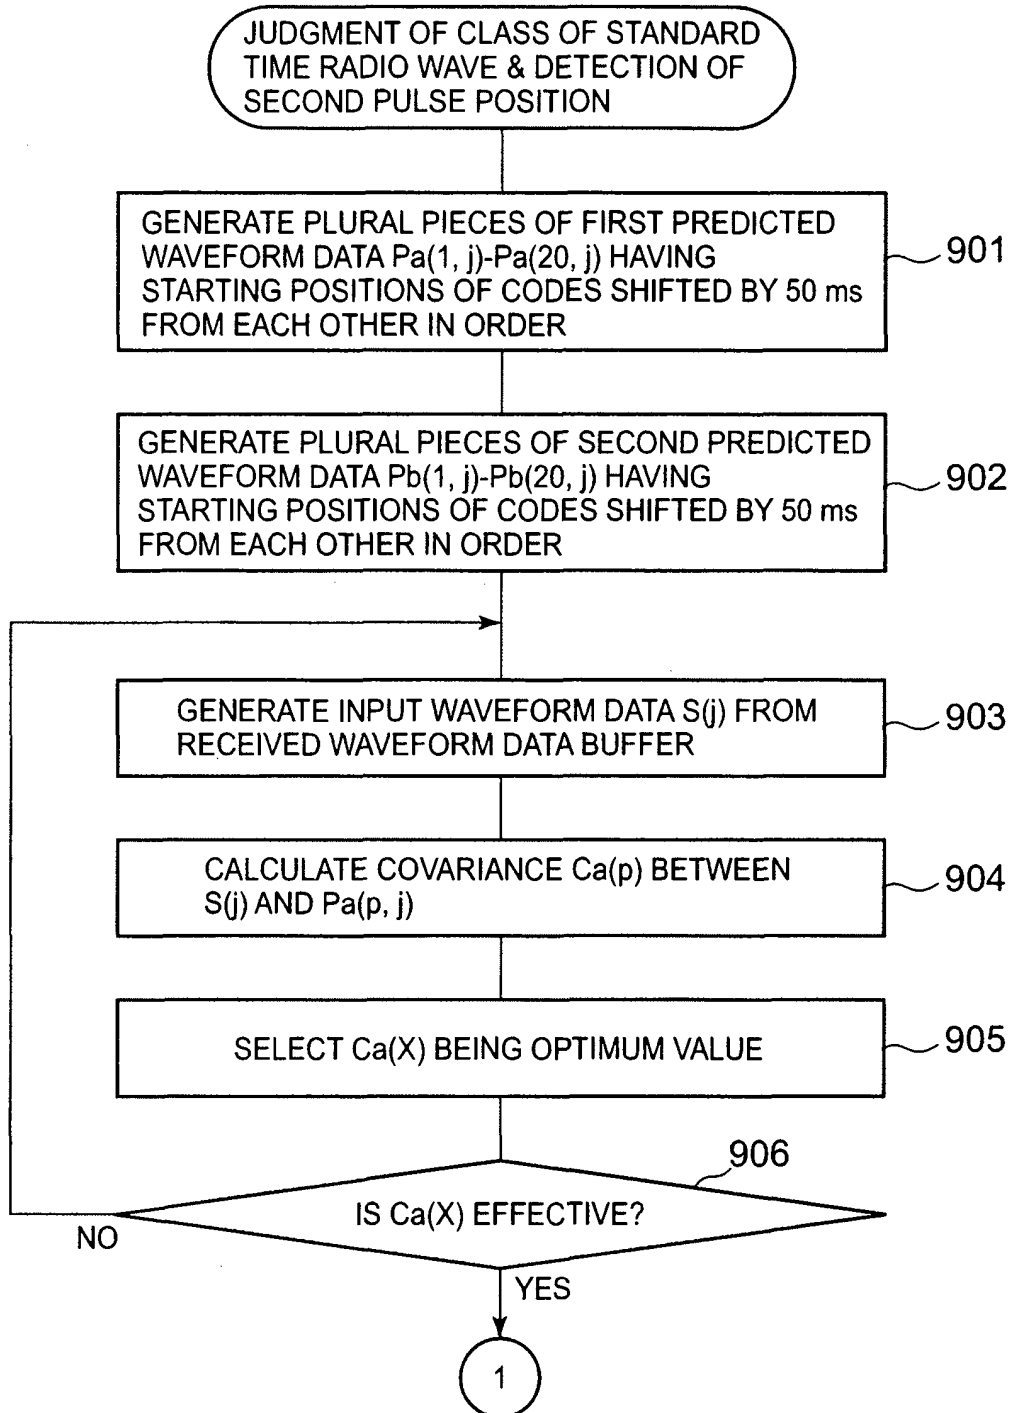 JUDGMENT OF CLASS OF STANDARD
TIME RADIO WAVE & DETECTION OF
SECOND PULSE POSITION
GENERATE PLURAL PIECES OF FIRST PREDICTED
WAVEFORM DATA Pa(1, j)-Pa(20, j) HAVING
STARTING POSITIONS OF CODES SHIFTED BY 50 ms
FROM EACH OTHER IN ORDER
901
GENERATE PLURAL PIECES OF SECOND PREDICTED
WAVEFORM DATA Pb(1, j)-Pb(20, j) HAVING
STARTING POSITIONS OF CODES SHIFTED BY 50 ms
FROM EACH OTHER IN ORDER
902
GENERATE INPUT WAVEFORM DATA S(j) FROM
RECEIVED WAVEFORM DATA BUFFER
903
CALCULATE COVARIANCE Ca(p) BETWEEN
S(j) AND Pa(p, j)
904
SELECT Ca(X) BEING OPTIMUM VALUE
905
906
IS Ca(X) EFFECTIVE?
NO
YES
1